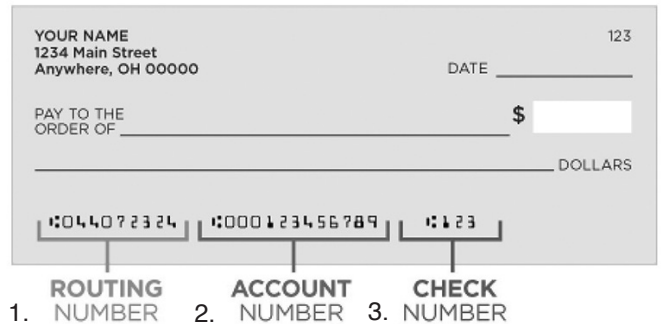 YOUR NAME 123
1234 Main Street
Anywhere, OH 00000
DATE
PAY TO THE
ORDER OF $
DOLLARS
⑆044072324 ⑆000123456789 ⑆123
ROUTING ACCOUNT CHECK
1. NUMBER 2. NUMBER 3. NUMBER